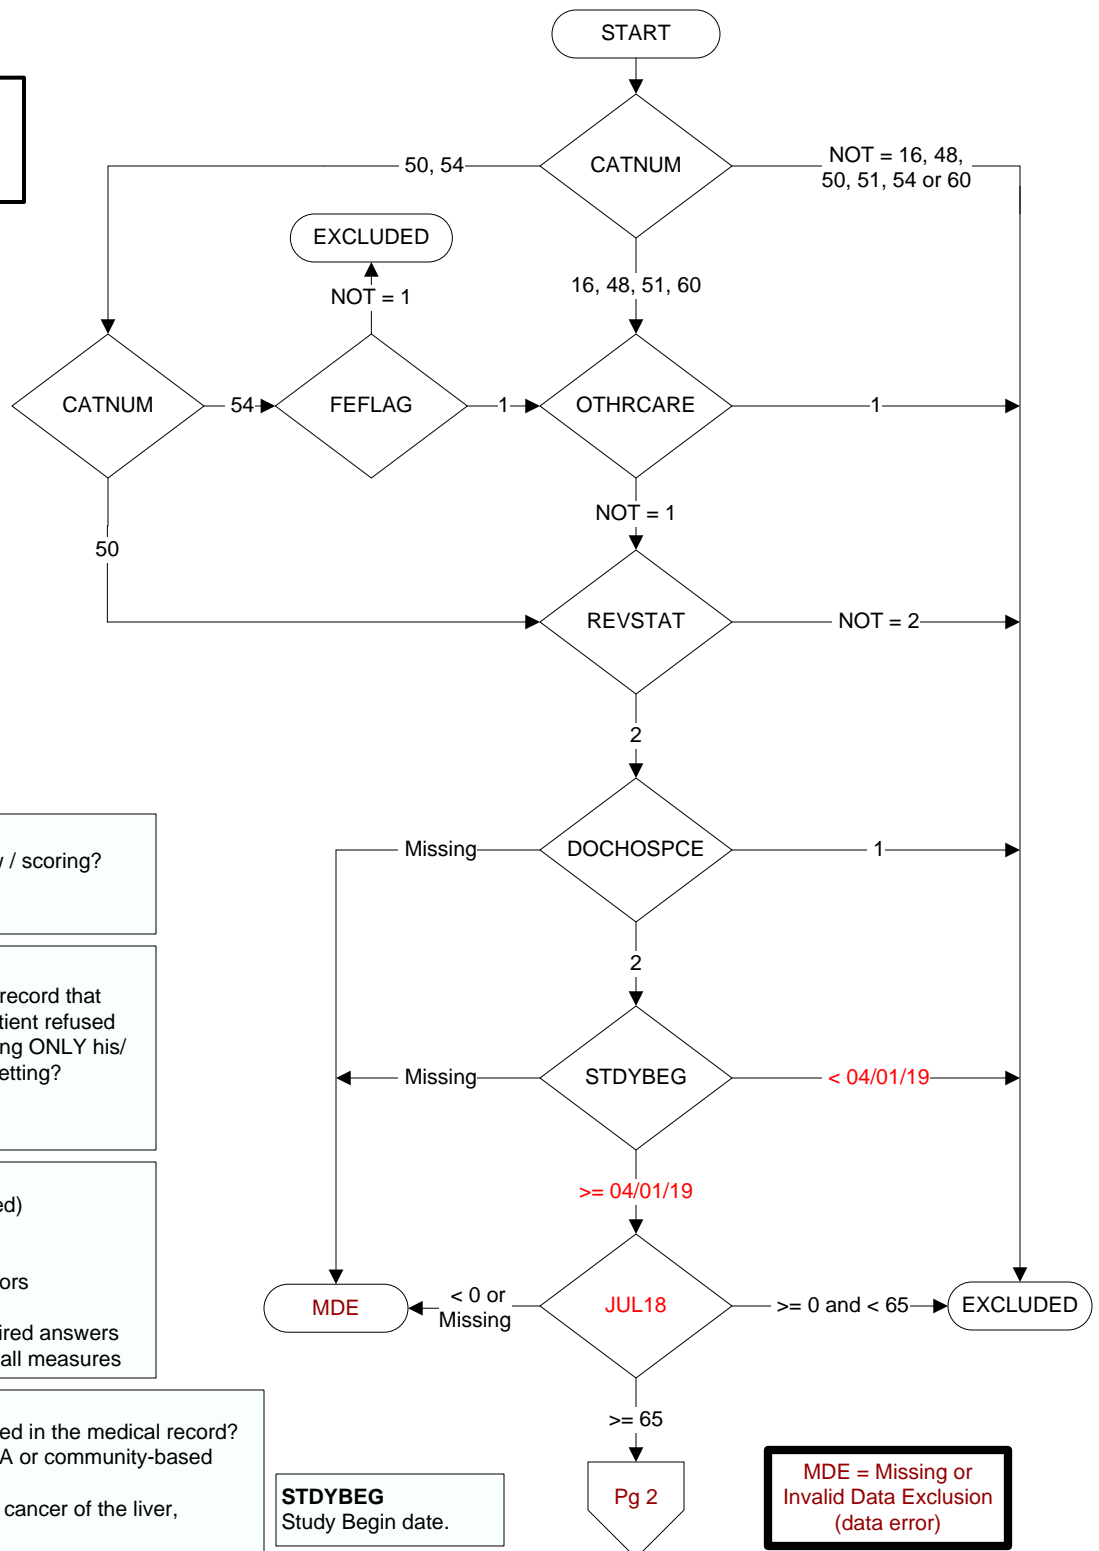 START
CATNUM
50, 54
NOT = 16, 48,
50, 51, 54 or 60
EXCLUDED
NOT = 1
16, 48, 51, 60
CATNUM
54
FEFLAG
1
OTHRCARE
1
NOT = 1
50
REVSTAT
NOT = 2
2
Missing
DOCHOSPCE
1
2
Missing
STDYBEG
< 04/01/19
>= 04/01/19
MDE
< 0 or
Missing
JUL18
>= 0 and < 65
EXCLUDED
>= 65
Pg 2
/ scoring?
record that
tient refused
ng ONLY his/
etting?
ed)
ors
ired answers
all measures
ed in the medical record?
A or community-based
cancer of the liver,
STDYBEG
Study Begin date.
MDE = Missing or
Invalid Data Exclusion
(data error)